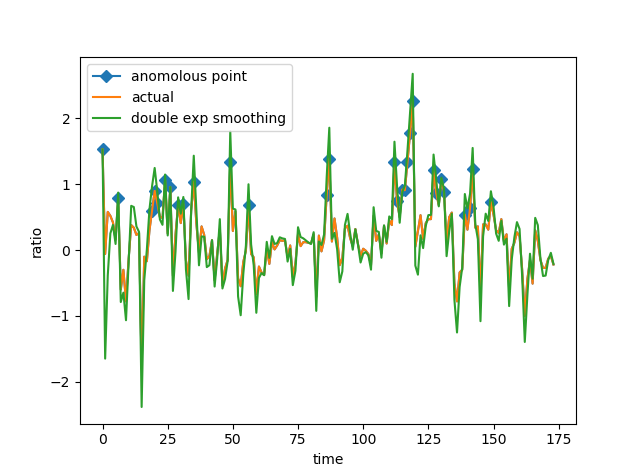 anomolous point
actual
double exp smoothing
2
1
0
−1
−2
ratio
0 25 50 75 100 125 150 175
time